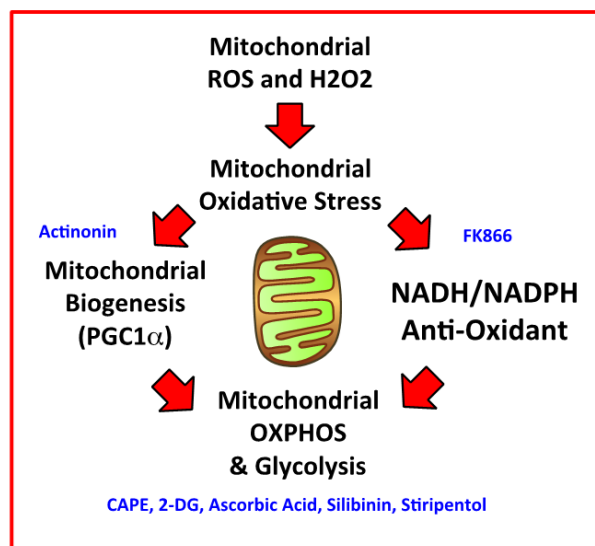 Mitochondrial
ROS and H2O2
Mitochondrial
Oxidative Stress
Actinonin
FK866
Mitochondrial
Biogenesis
(PGC1α)
NADH/NADPH
Anti-Oxidant
Mitochondrial
OXPHOS
& Glycolysis
CAPE, 2-DG, Ascorbic Acid, Silibinin, Stiripentol